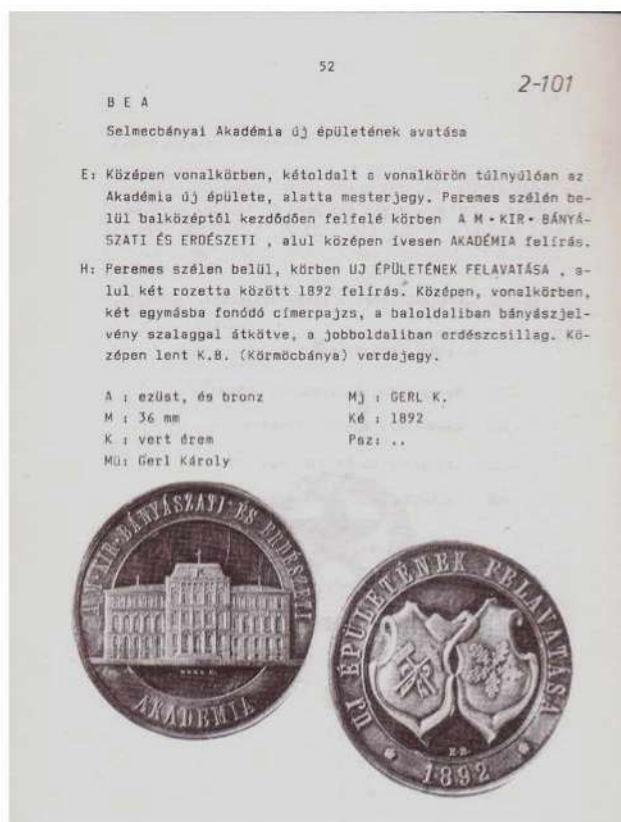 52
2-101
B E A
Selmecbányai Akadémia új épületének avatása
E: Középen vonalkörben, kétoldalt a vonalkörön túlnyúlóan az
Akadémia új épülete, alatta mesterjegy. Peremes szélén be-
lül balközéptől kezdődően felfelé körben A M·KIR·BÁNYÁ-
SZATI ÉS ERDÉSZETI , alul középen ívesen AKADÉMIA felírás.
H: Peremes szélen belül, körben UJ ÉPÜLETÉNEK FELAVATÁSA , a-
lul két rozetta között 1892 felírás. Középen, vonalkörben,
két egymásba fonódó címerpajzs, a baloldaliban bányászjel-
vény szalaggal átkötve, a jobboldaliban erdészcsillag. Kö-
zépen lent K.B. (Körmöcbánya) verdejegy.
A : ezüst, és bronz
M : 36 mm
K : vert érem
Mü: Gerl Károly
Mj : GERL K.
Ké : 1892
Psz: ..
A M·KIR·BÁNYÁSZATI·ÉS ERDÉSZETI
GERL K.
AKADEMIA
UJ ÉPÜLETÉNEK FELAVATÁSA
K.B.
1892